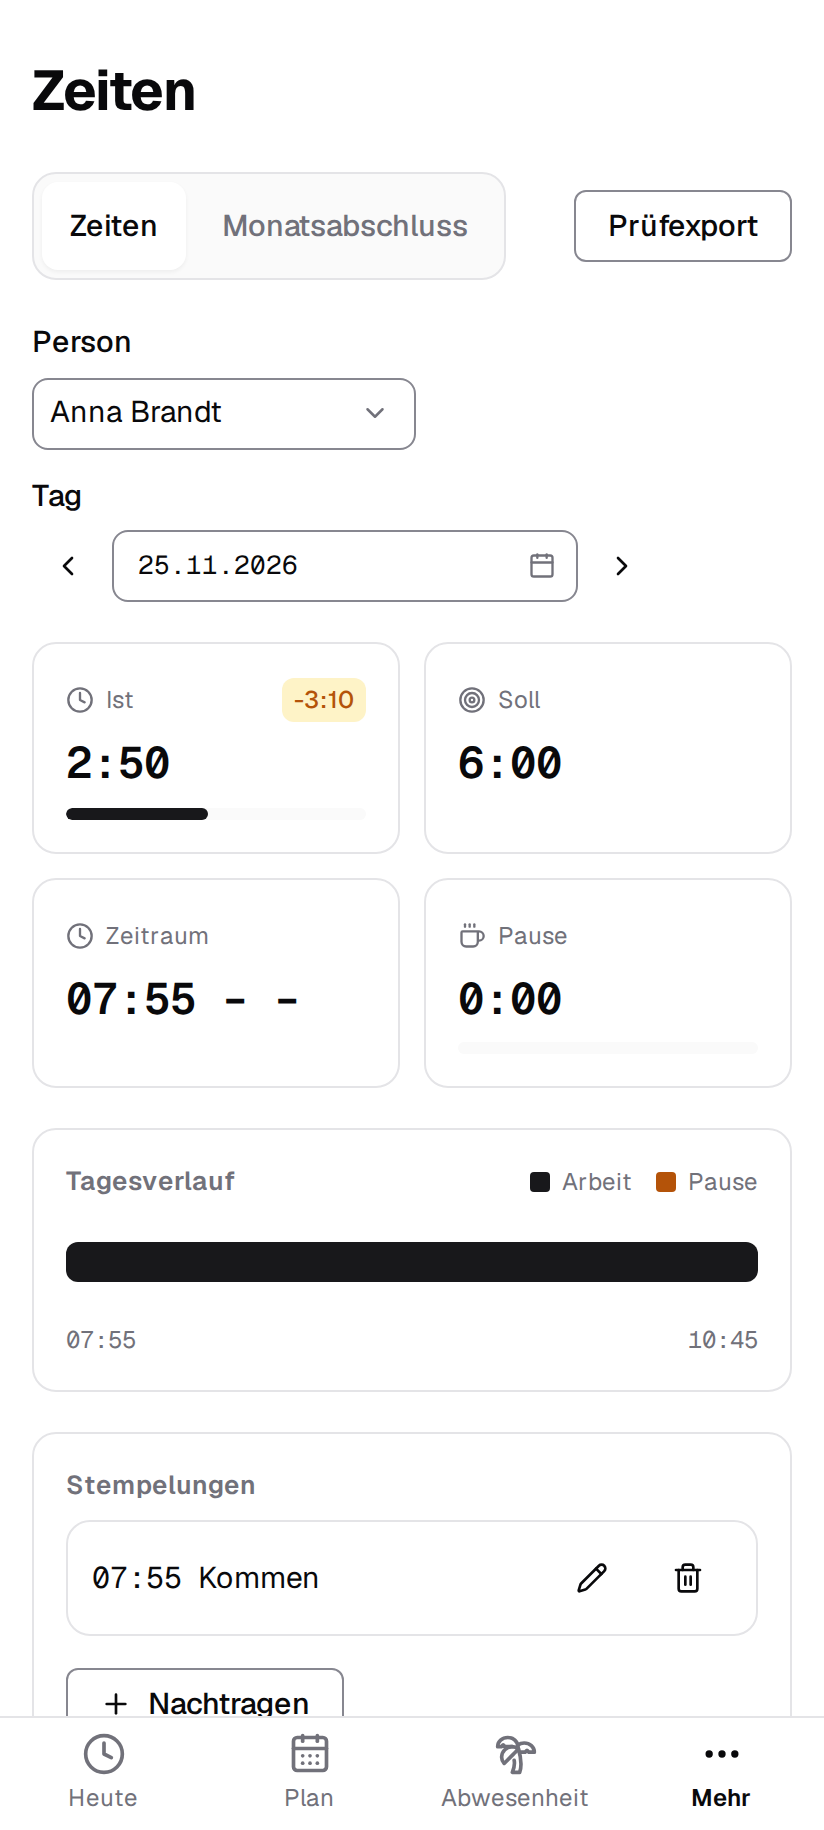 Zeiten
Zeiten Monatsabschluss Prüfexport
Person
Anna Brandt
Tag
25.11.2026
Ist -3:10
2:50
Soll
6:00
Zeitraum
07:55 – –
Pause
0:00
Tagesverlauf Arbeit Pause
07:55 10:45
Stempelungen
07:55 Kommen
Nachtragen
Heute Plan Abwesenheit Mehr